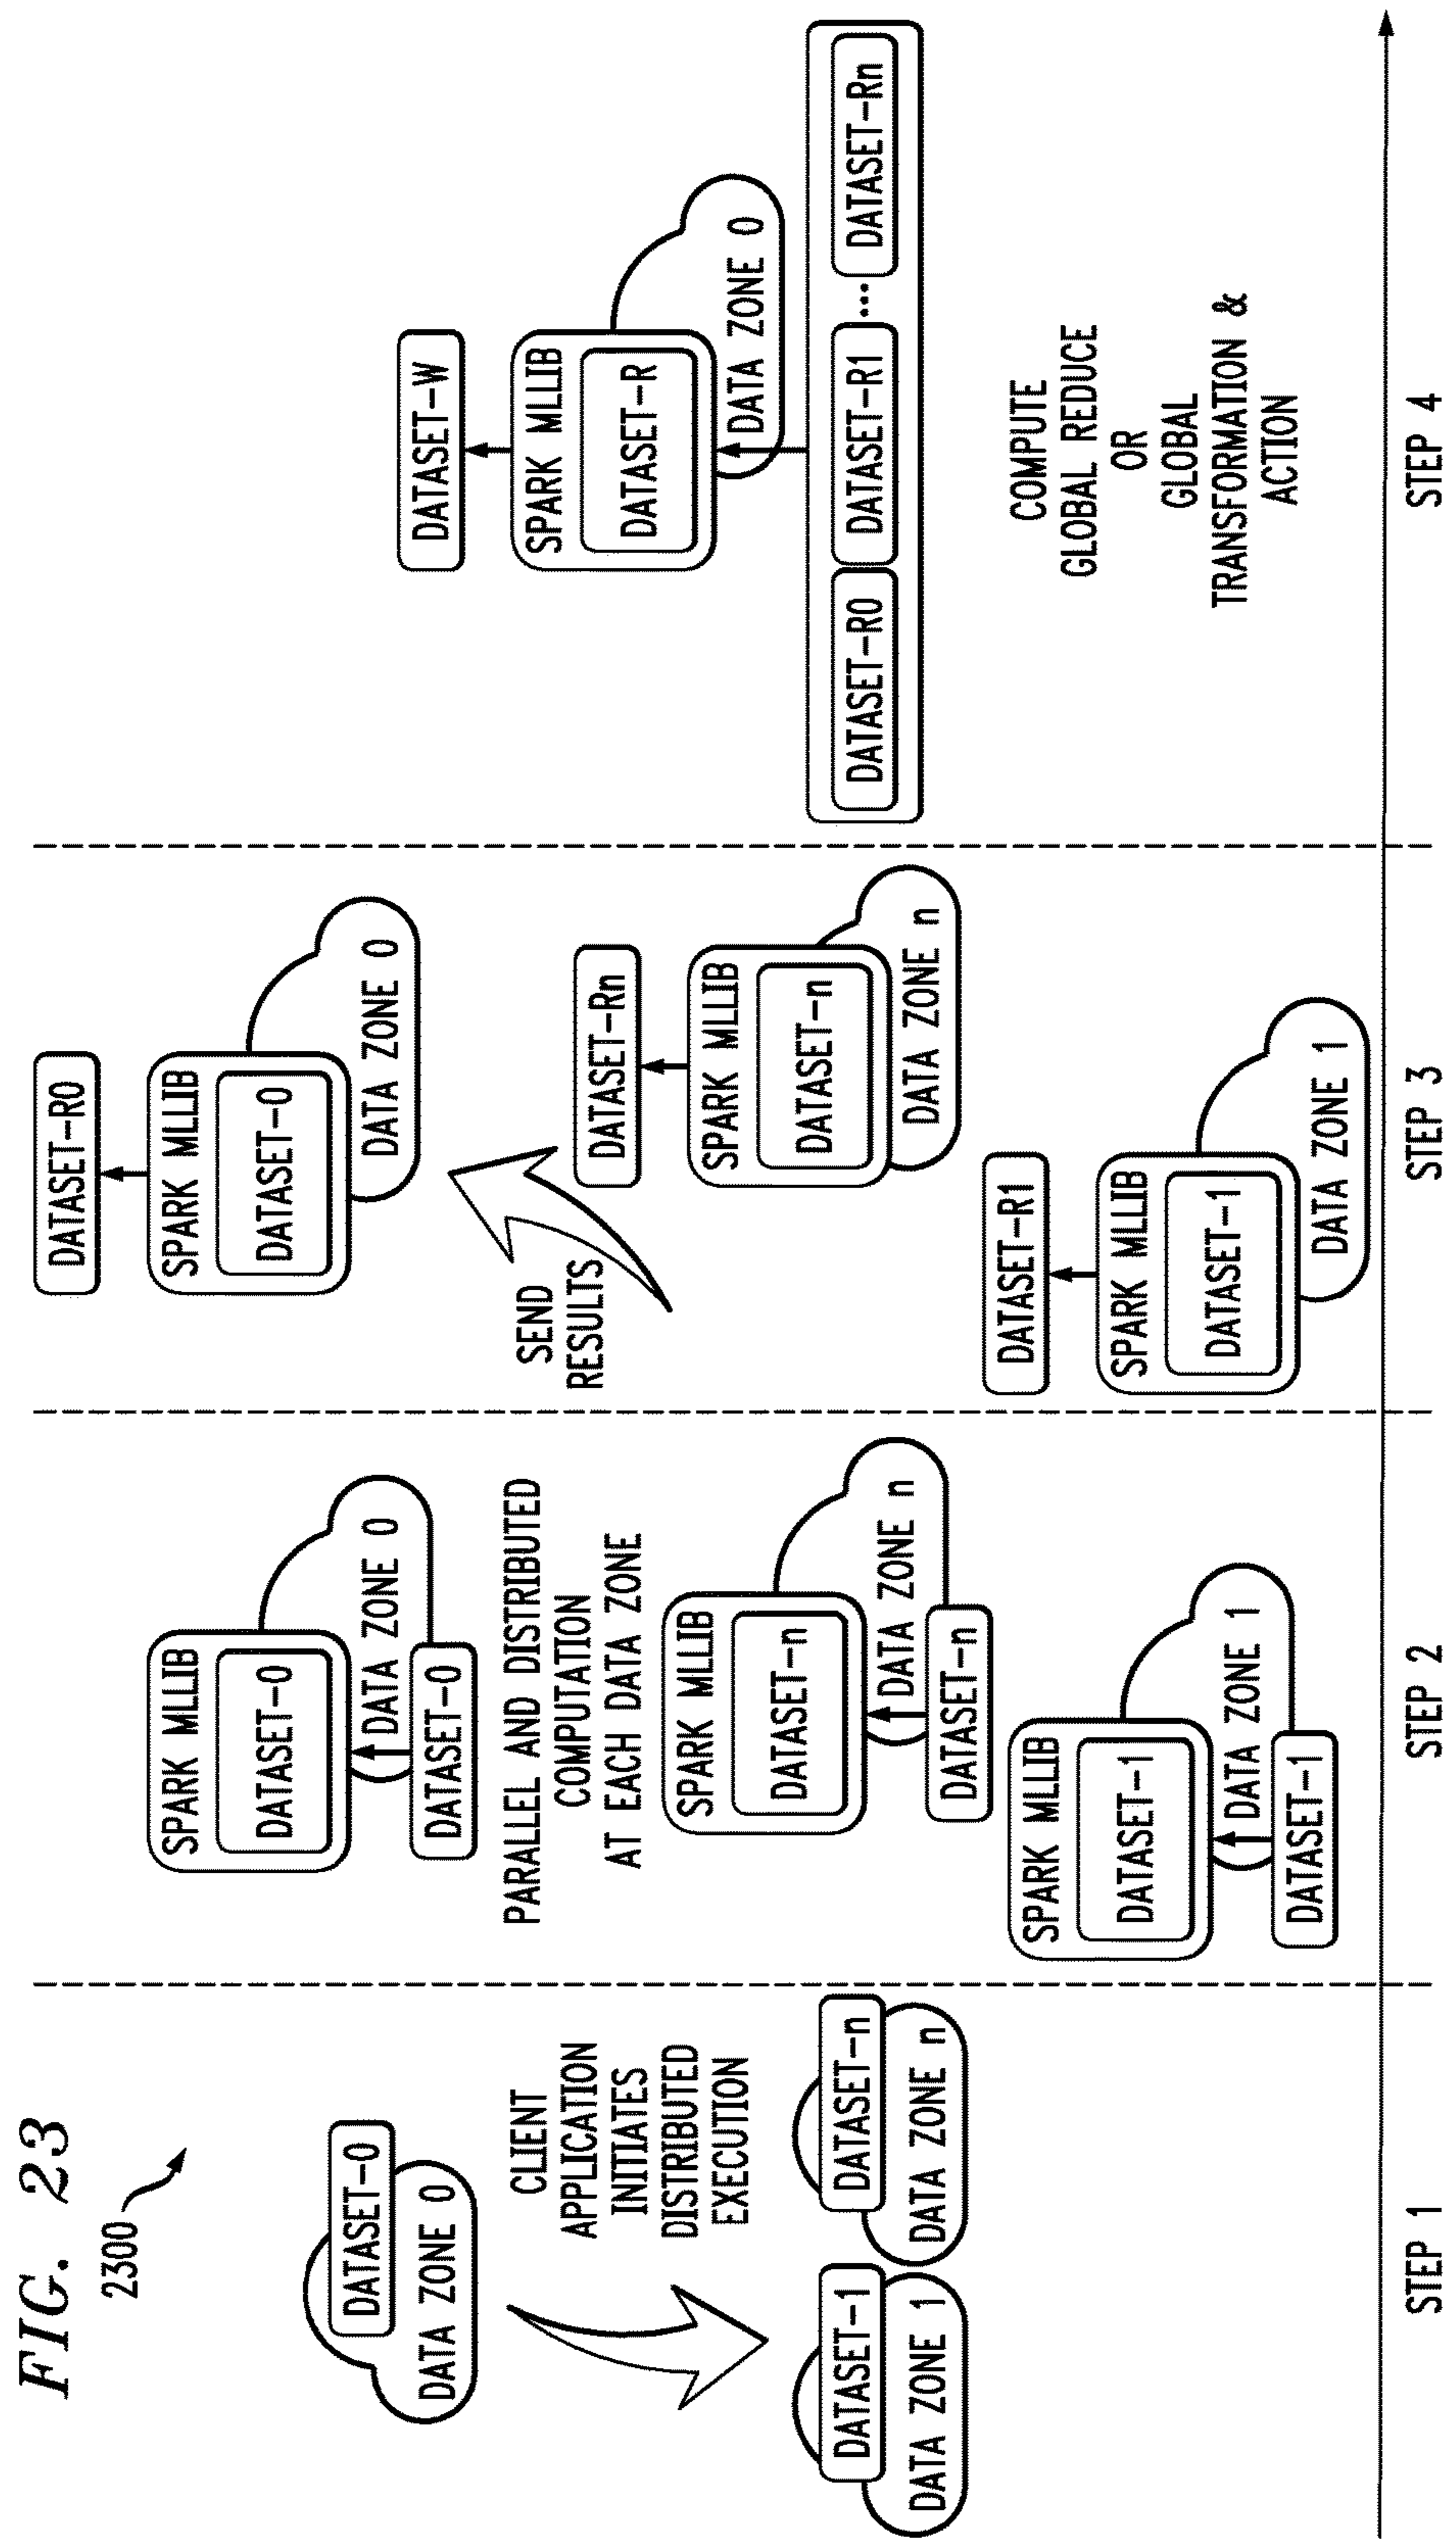 FIG. 23
2300
DATASET-0
DATA ZONE 0
CLIENT
APPLICATION
INITIATES
DISTRIBUTED
EXECUTION
DATASET-1
DATA ZONE 1
DATASET-n
DATA ZONE n
STEP 1
SPARK MLLIB
DATASET-0
DATA ZONE 0
DATASET-0
PARALLEL AND DISTRIBUTED
COMPUTATION
AT EACH DATA ZONE
SPARK MLLIB
DATASET-n
DATA ZONE n
DATASET-n
SPARK MLLIB
DATASET-1
DATA ZONE 1
DATASET-1
STEP 2
DATASET-R0
SPARK MLLIB
DATASET-0
DATA ZONE 0
SEND
RESULTS
DATASET-Rn
SPARK MLLIB
DATASET-n
DATA ZONE n
DATASET-R1
SPARK MLLIB
DATASET-1
DATA ZONE 1
STEP 3
DATASET-W
SPARK MLLIB
DATASET-R
DATA ZONE 0
DATASET-R0 DATASET-R1 ... DATASET-Rn
COMPUTE
GLOBAL REDUCE
OR
GLOBAL
TRANSFORMATION &
ACTION
STEP 4